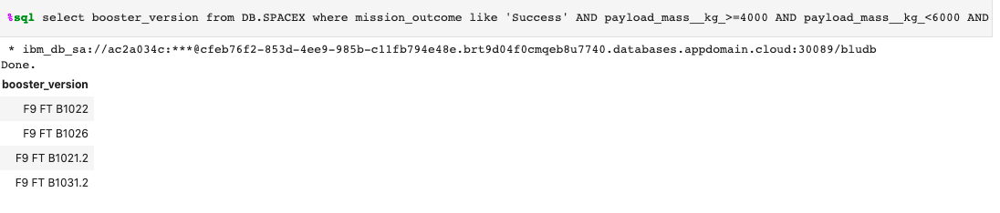 %sql select booster_version from DB.SPACEX where mission_outcome like 'Success' AND payload_mass__kg_>=4000 AND payload_mass__kg_<6000 AND
* ibm_db_sa://ac2a034c:***@cfeb76f2-853d-4ee9-985b-c11fb794e48e.brt9d04f0cmqeb8u7740.databases.appdomain.cloud:30089/bludb
Done.
booster_version
F9 FT B1022
F9 FT B1026
F9 FT B1021.2
F9 FT B1031.2